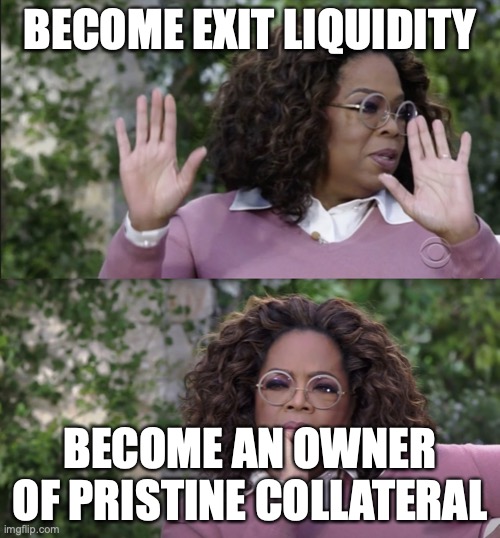 BECOME EXIT LIQUIDITY
BECOME AN OWNER
OF PRISTINE COLLATERAL
imgflip.com